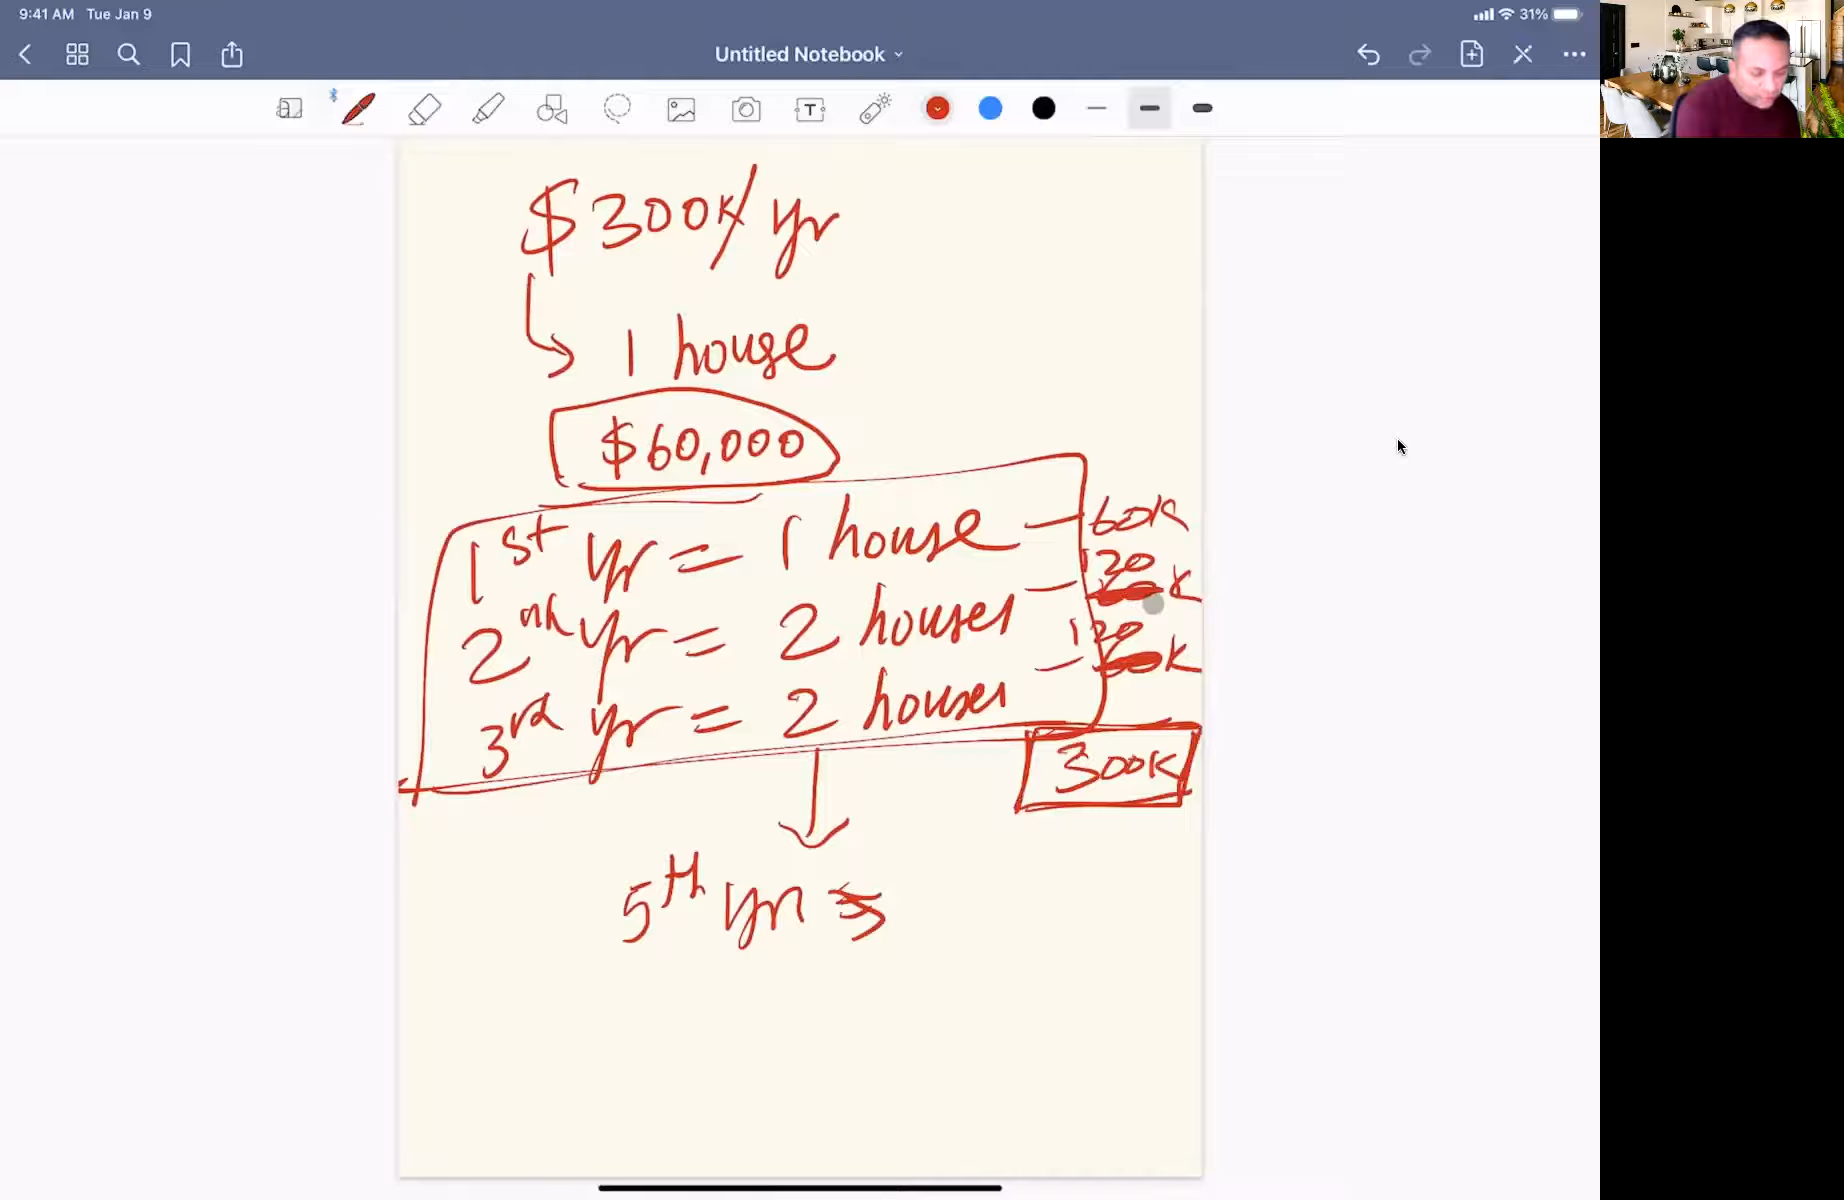 9:41 AM Tue Jan 9
31%
Untitled Notebook
T
$300K/yr
1 house
$60,000
1st yr = 1 house — 60K
2nd yr = 2 houses — 120K
3rd yr = 2 houses — 120K
300K
5th yr